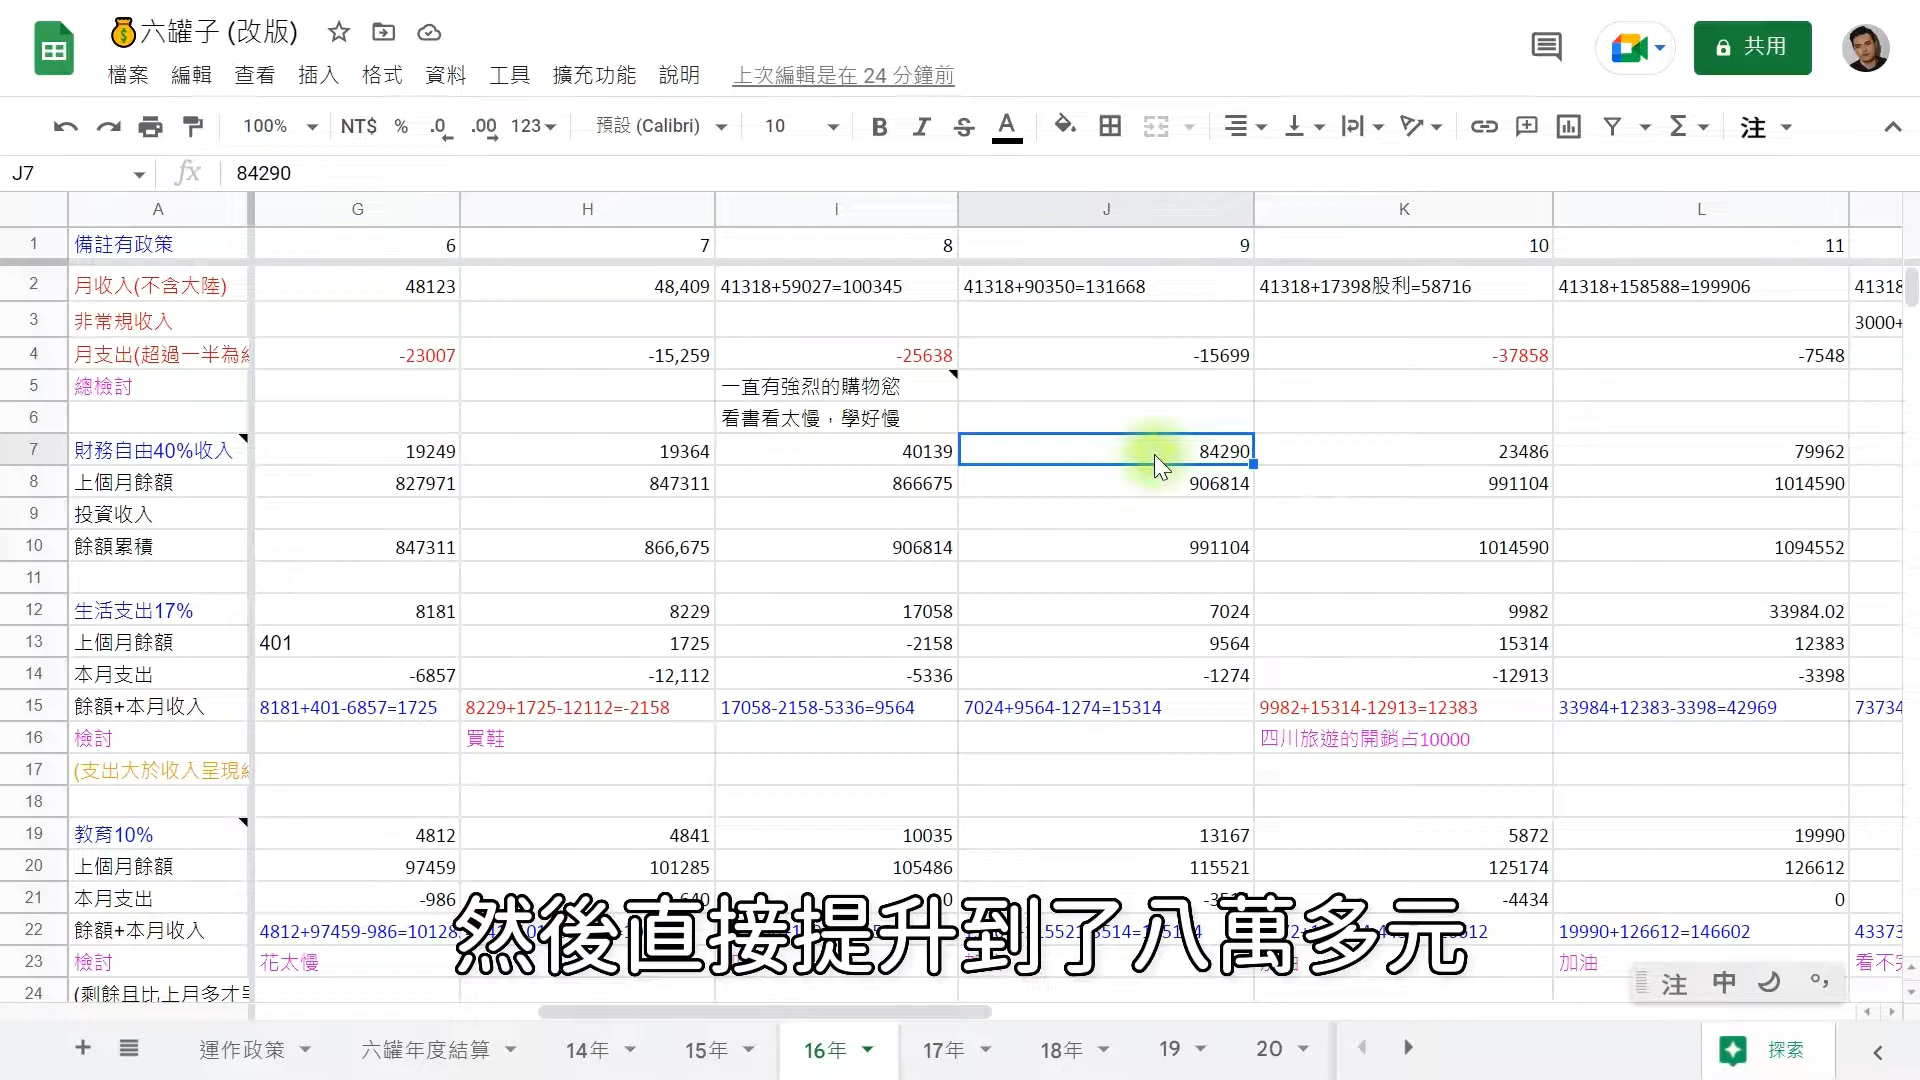 六罐子 (改版)
共用
檔案 編輯 查看 插入 格式 資料 工具 擴充功能 說明 上次編輯是在 24 分鐘前
100% NT$ % .0 .00 123 預設 (Calibri) 10 B I S A 注
J7 fx 84290
A G H I J K L
1 備註有政策 6 7 8 9 10 11
2 月收入(不含大陸) 48123 48,409 41318+59027=100345 41318+90350=131668 41318+17398股利=58716 41318+158588=199906 41318
3 非常規收入 3000+
4 月支出(超過一半為 -23007 -15,259 -25638 -15699 -37858 -7548
5 總檢討 一直有強烈的購物慾
6 看書看太慢，學好慢
7 財務自由40%收入 19249 19364 40139 84290 23486 79962
8 上個月餘額 827971 847311 866675 906814 991104 1014590
9 投資收入
10 餘額累積 847311 866,675 906814 991104 1014590 1094552
11
12 生活支出17% 8181 8229 17058 7024 9982 33984.02
13 上個月餘額 401 1725 -2158 9564 15314 12383
14 本月支出 -6857 -12,112 -5336 -1274 -12913 -3398
15 餘額+本月收入 8181+401-6857=1725 8229+1725-12112=-2158 17058-2158-5336=9564 7024+9564-1274=15314 9982+15314-12913=12383 33984+12383-3398=42969 73734
16 檢討 買鞋 四川旅遊的開銷占10000
17 (支出大於收入呈現
18
19 教育10% 4812 4841 10035 13167 5872 19990
20 上個月餘額 97459 101285 105486 115521 125174 126612
21 本月支出 -986 -4434 0
22 餘額+本月收入 4812+97459-986=10128 19990+126612=146602 43373
23 檢討 花太慢 加油 看不
24 (剩餘且比上月多才
然後直接提升到了八萬多元
注 中
運作政策 六罐年度結算 14年 15年 16年 17年 18年 19 20 探索